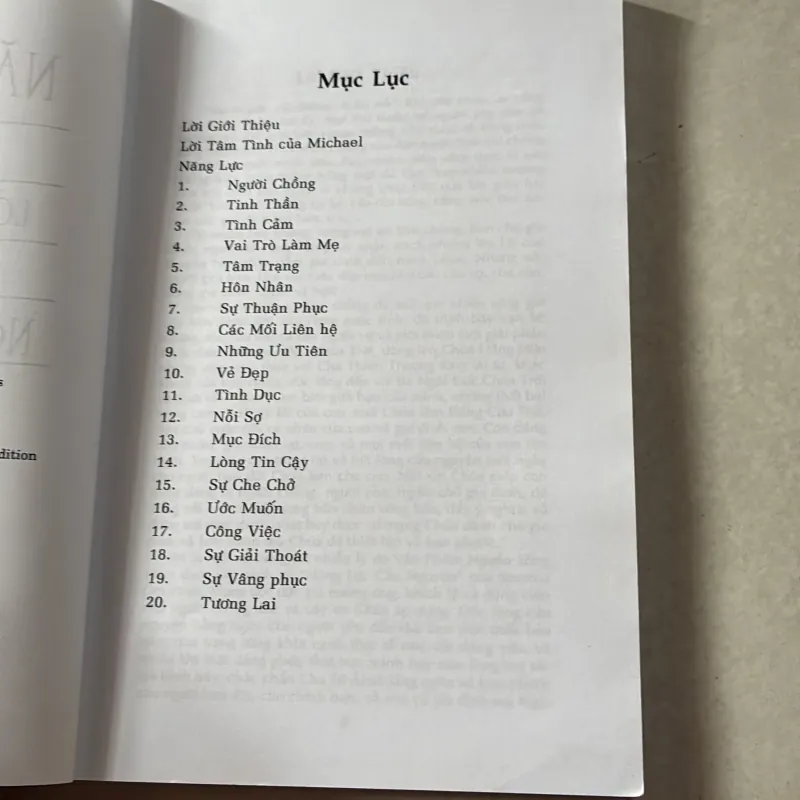 Mục Lục
Lời Giới Thiệu
Lời Tâm Tình của Michael
Năng Lực
1. Người Chồng
2. Tinh Thần
3. Tình Cảm
4. Vai Trò Làm Mẹ
5. Tâm Trạng
6. Hôn Nhân
7. Sự Thuận Phục
8. Các Mối Liên hệ
9. Những Ưu Tiên
10. Vẻ Đẹp
11. Tình Dục
12. Nỗi Sợ
13. Mục Đích
14. Lòng Tin Cậy
15. Sự Che Chở
16. Ước Muốn
17. Công Việc
18. Sự Giải Thoát
19. Sự Vâng phục
20. Tương Lai